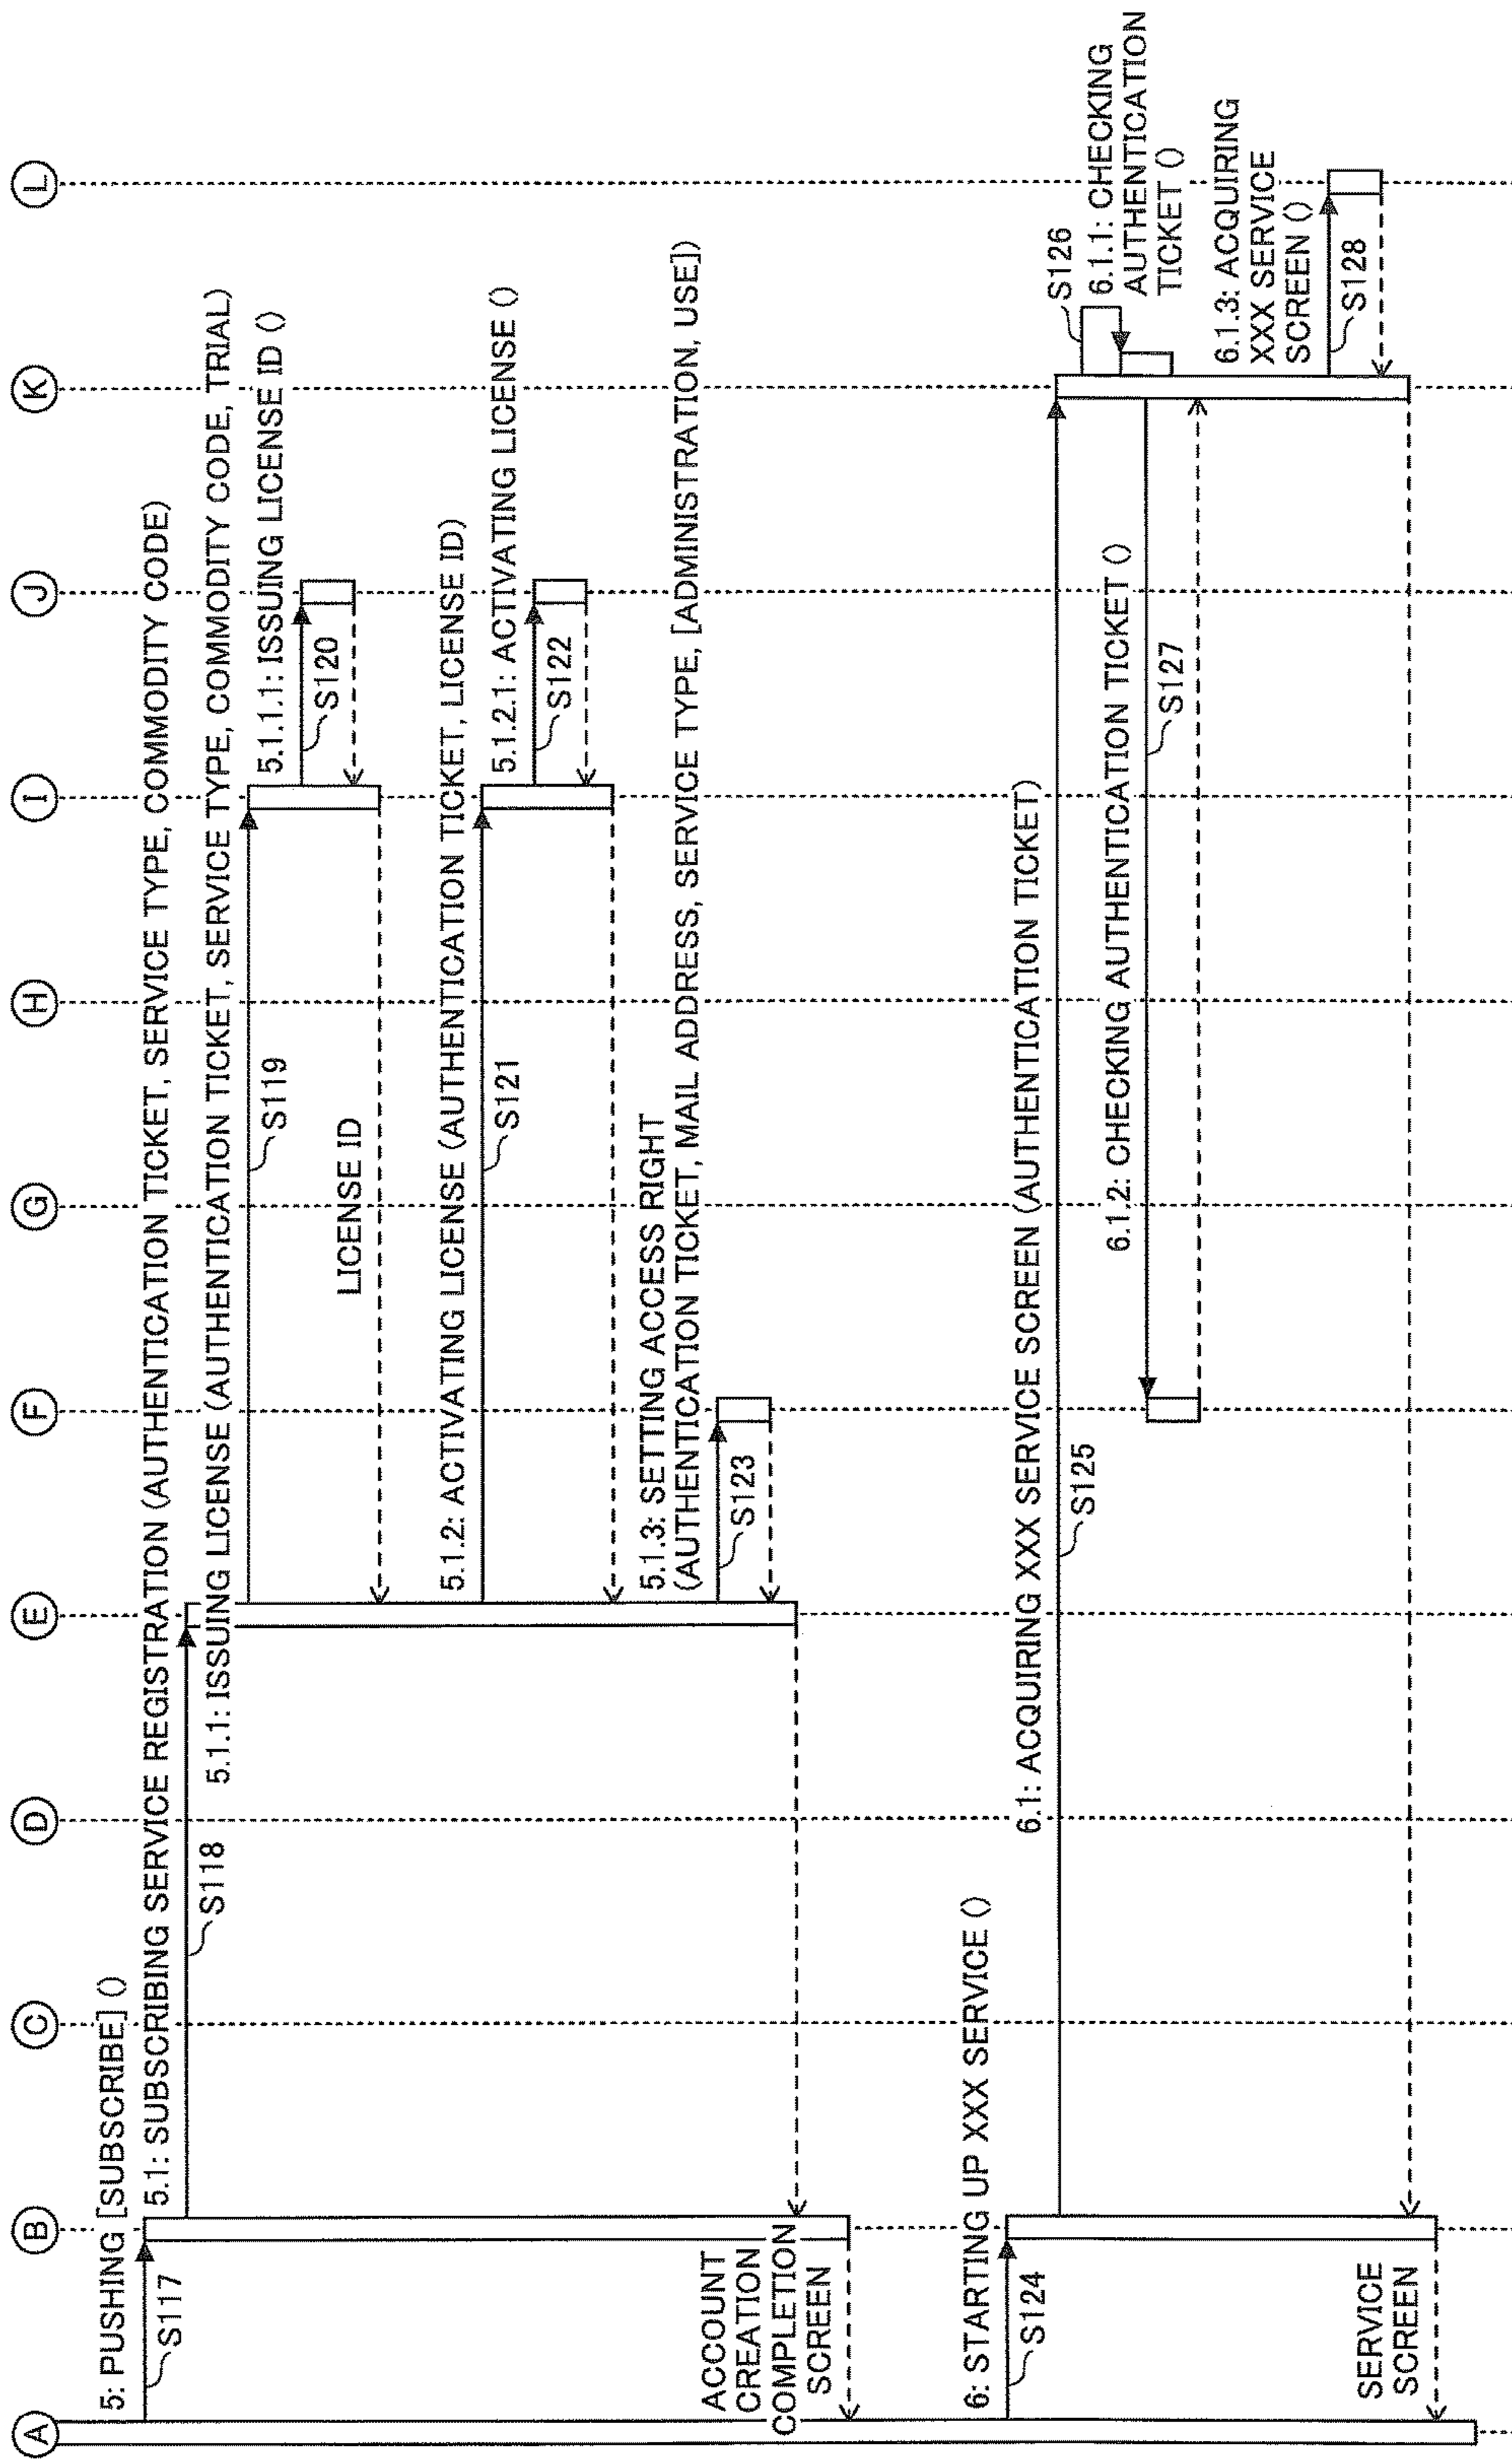 A
B
C
D
E
F
G
H
I
J
K
L
5: PUSHING [SUBSCRIBE] ()
S117
5.1: SUBSCRIBING SERVICE REGISTRATION (AUTHENTICATION TICKET, SERVICE TYPE, COMMODITY CODE)
S118
5.1.1: ISSUING LICENSE (AUTHENTICATION TICKET, SERVICE TYPE, COMMODITY CODE, TRIAL)
S119
5.1.1.1: ISSUING LICENSE ID ()
S120
LICENSE ID
5.1.2: ACTIVATING LICENSE (AUTHENTICATION TICKET, LICENSE ID)
S121
5.1.2.1: ACTIVATING LICENSE ()
S122
5.1.3: SETTING ACCESS RIGHT
(AUTHENTICATION TICKET, MAIL ADDRESS, SERVICE TYPE, [ADMINISTRATION, USE])
S123
ACCOUNT
CREATION
COMPLETION
SCREEN
6: STARTING UP XXX SERVICE ()
S124
6.1: ACQUIRING XXX SERVICE SCREEN (AUTHENTICATION TICKET)
S125
S126
6.1.1: CHECKING
AUTHENTICATION
TICKET ()
6.1.2: CHECKING AUTHENTICATION TICKET ()
S127
6.1.3: ACQUIRING
XXX SERVICE
SCREEN ()
S128
SERVICE
SCREEN